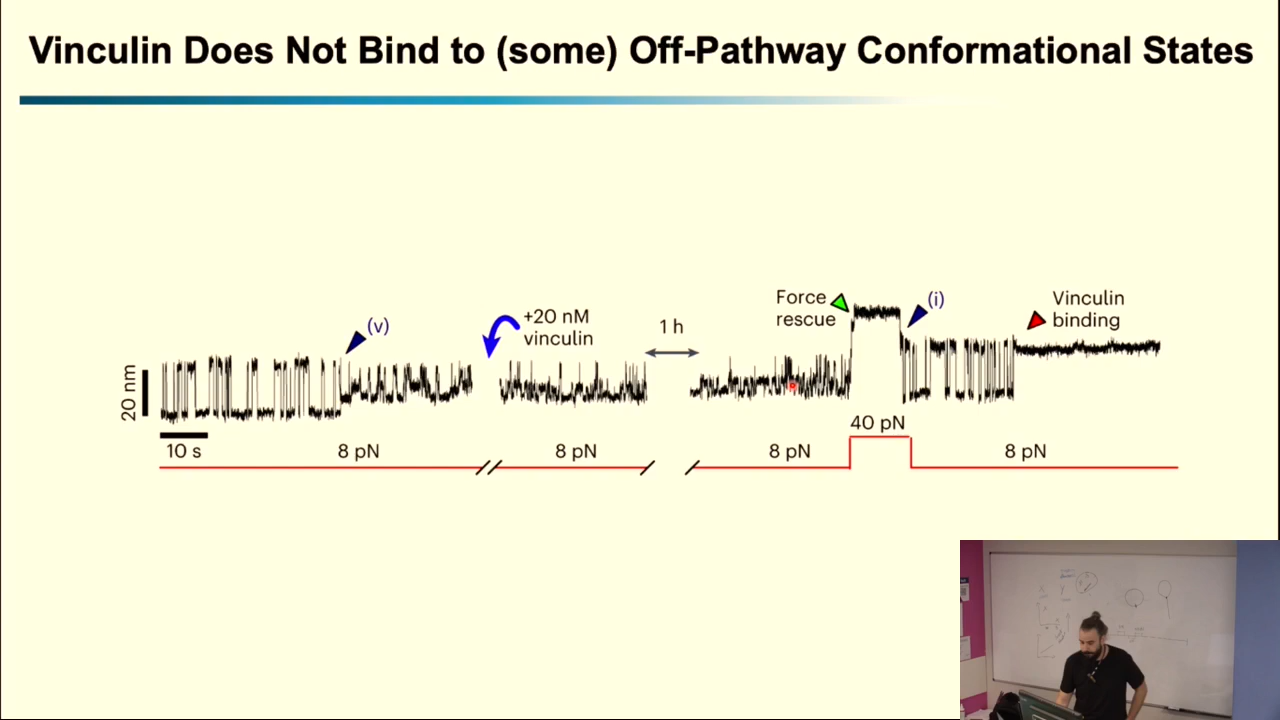 Vinculin Does Not Bind to (some) Off-Pathway Conformational States
(v)
+20 nM
vinculin
1 h
Force
rescue
(i)
Vinculin
binding
20 nm
10 s
8 pN
8 pN
8 pN
40 pN
8 pN